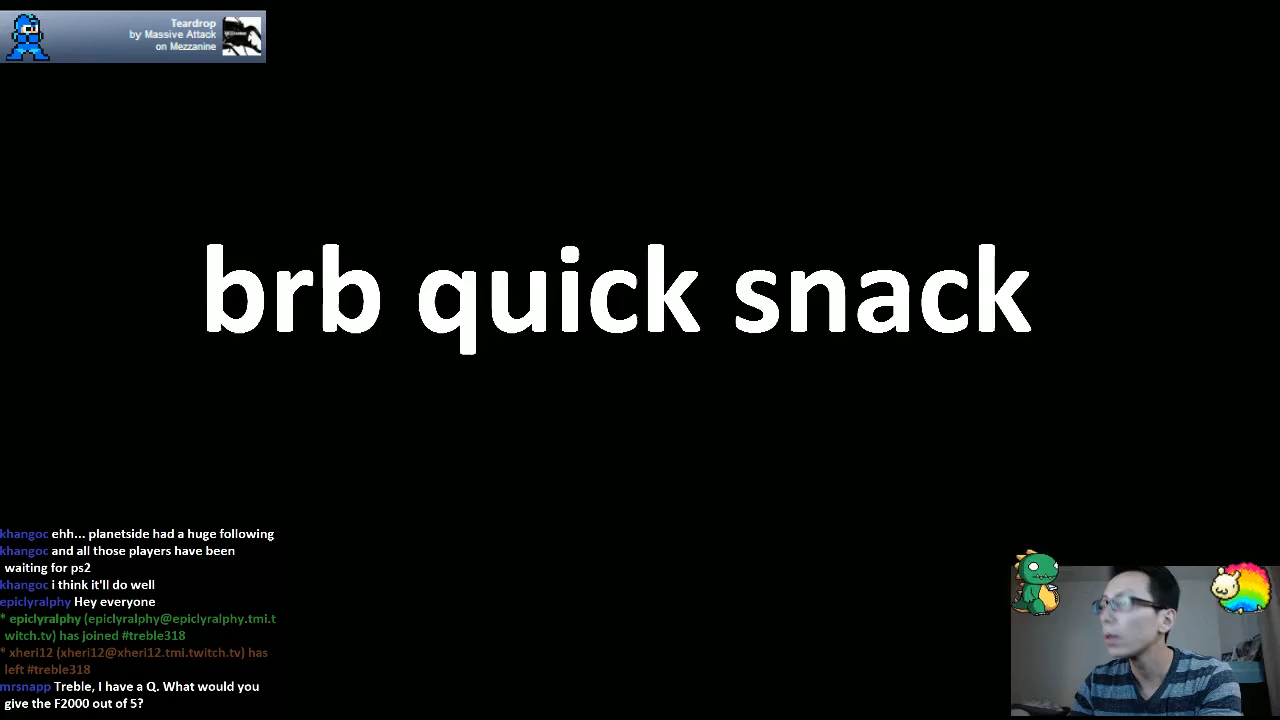 Teardrop
by Massive Attack
on Mezzanine
brb quick snack
khangoc ehh... planetside had a huge following
khangoc and all those players have been
waiting for ps2
khangoc i think it'll do well
epiclyralphy Hey everyone
* epiclyralphy (epiclyralphy@epiclyralphy.tmi.t
witch.tv) has joined #treble318
* xheri12 (xheri12@xheri12.tmi.twitch.tv) has
left #treble318
mrsnapp Treble, I have a Q. What would you
give the F2000 out of 5?